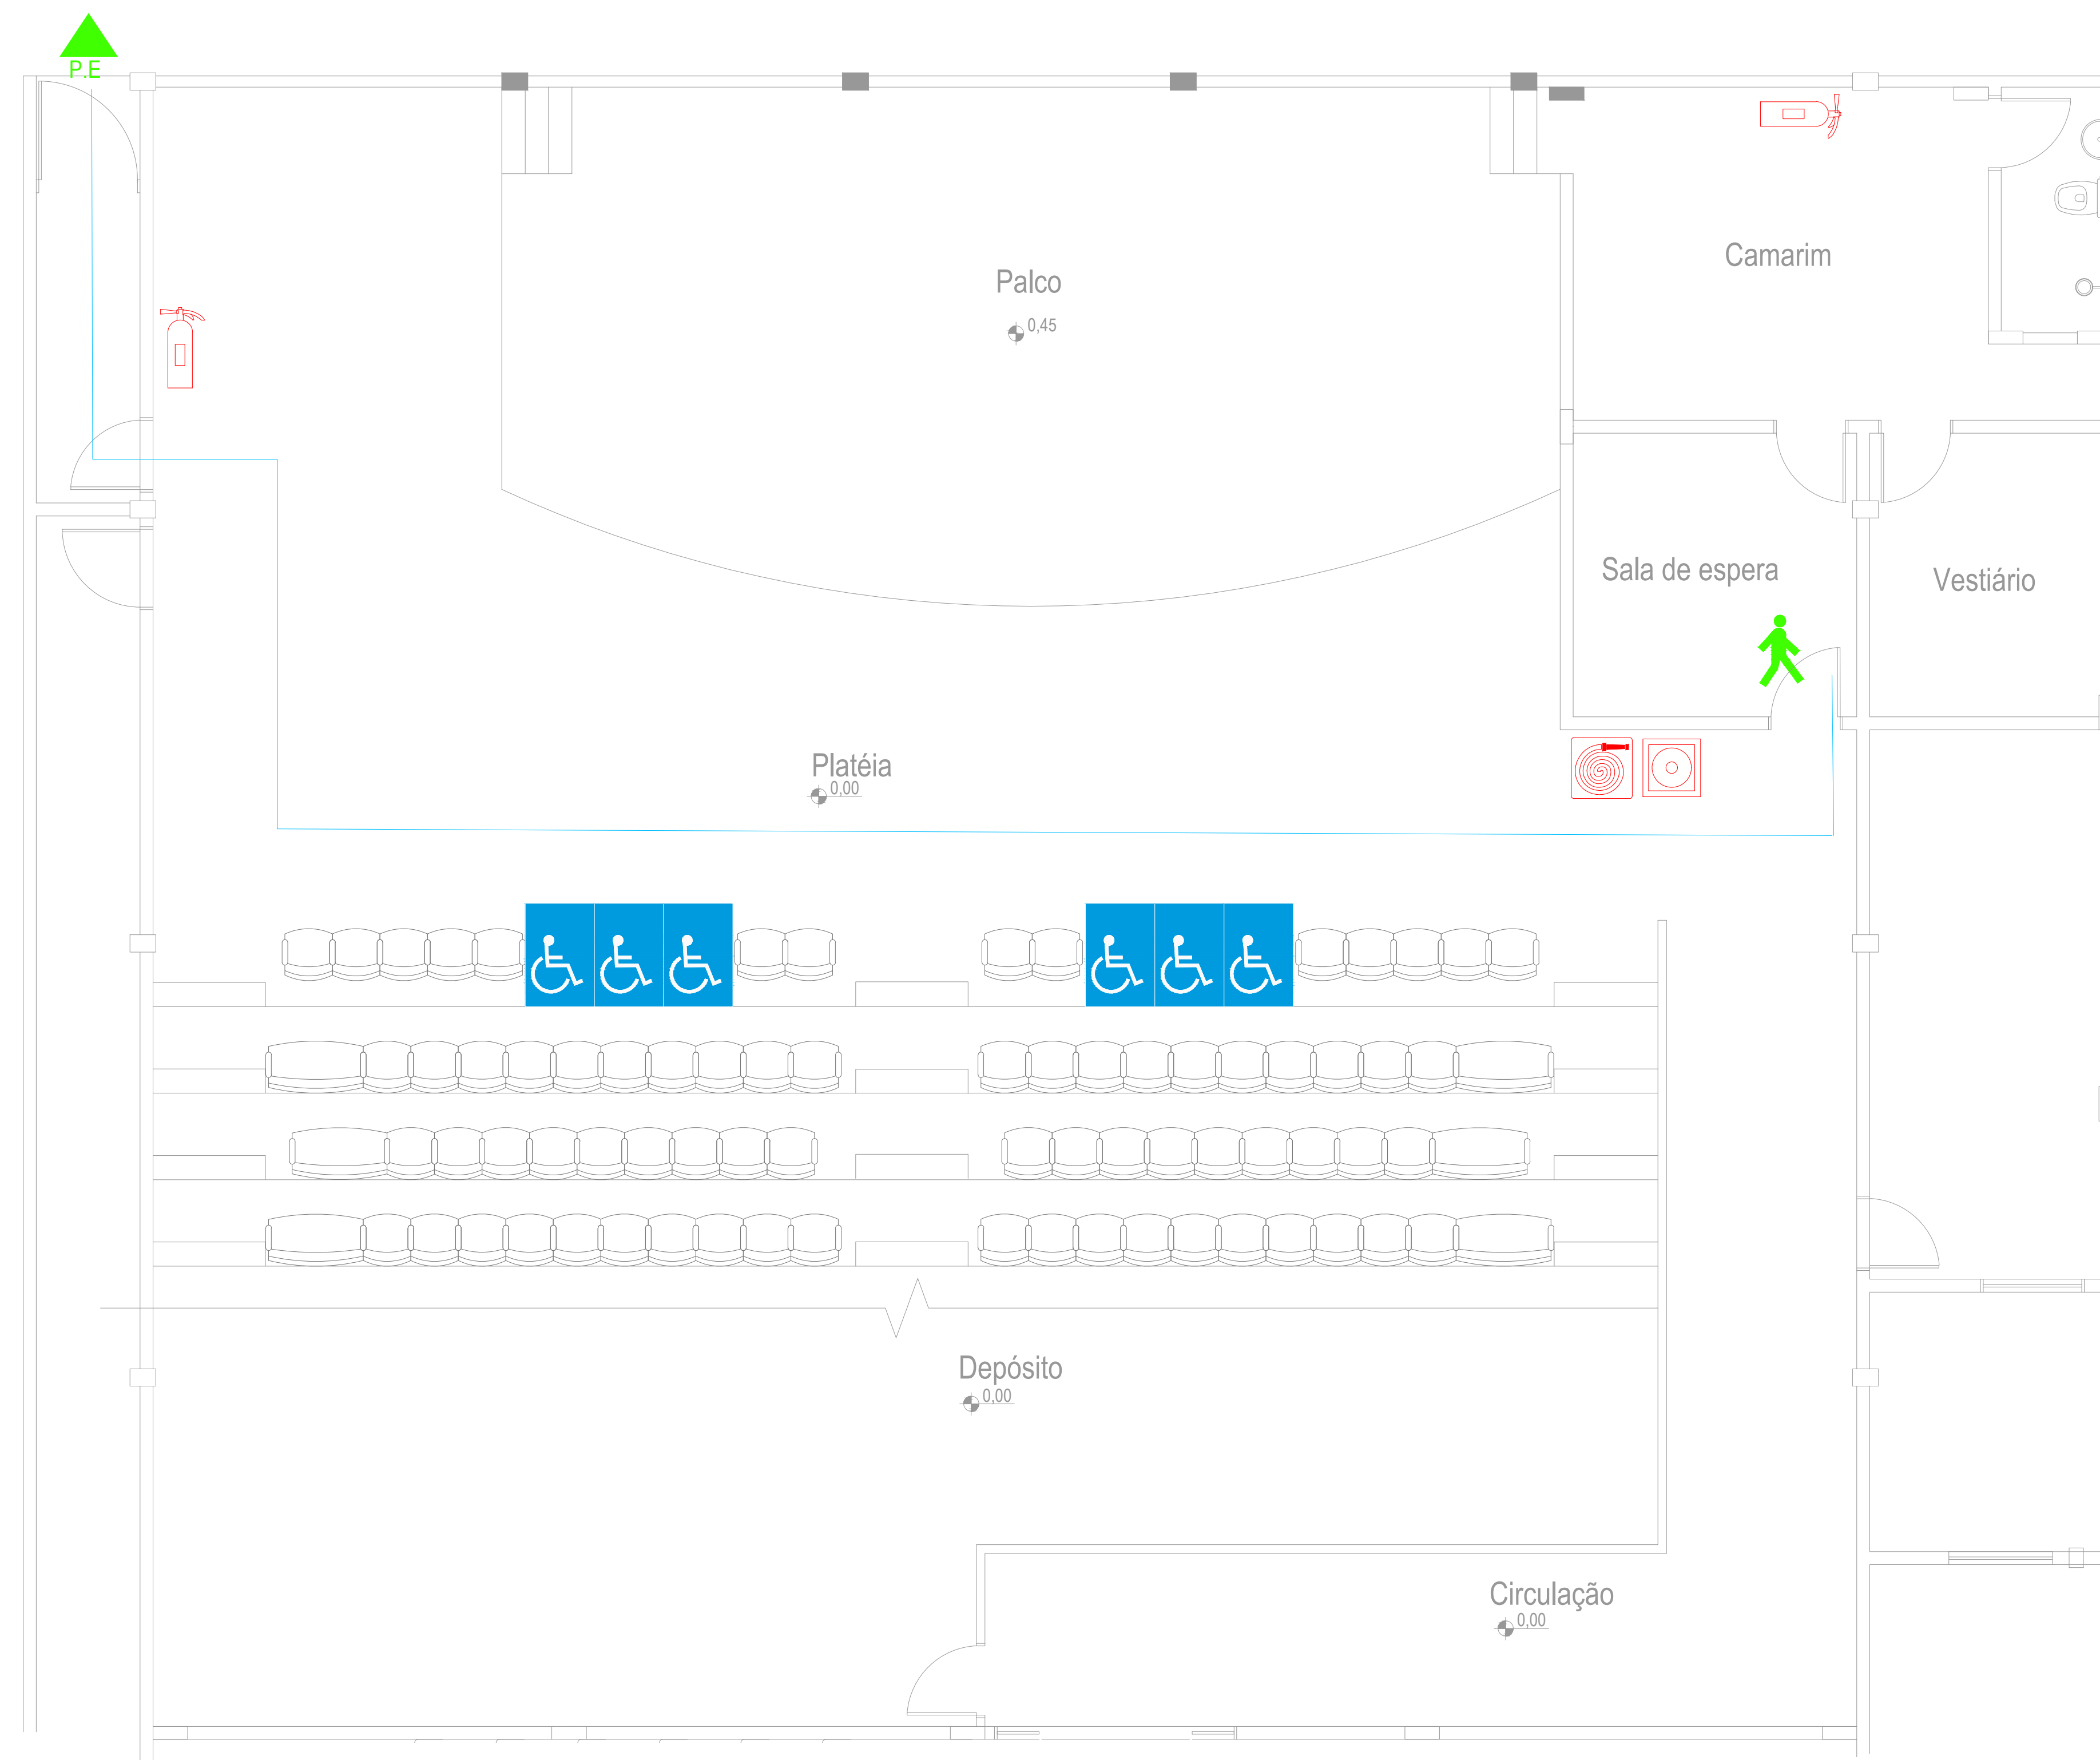 P.E
Palco
0,45
Camarim
Sala de espera
Vestiário
Platéia
0,00
Depósito
0,00
Circulação
0,00